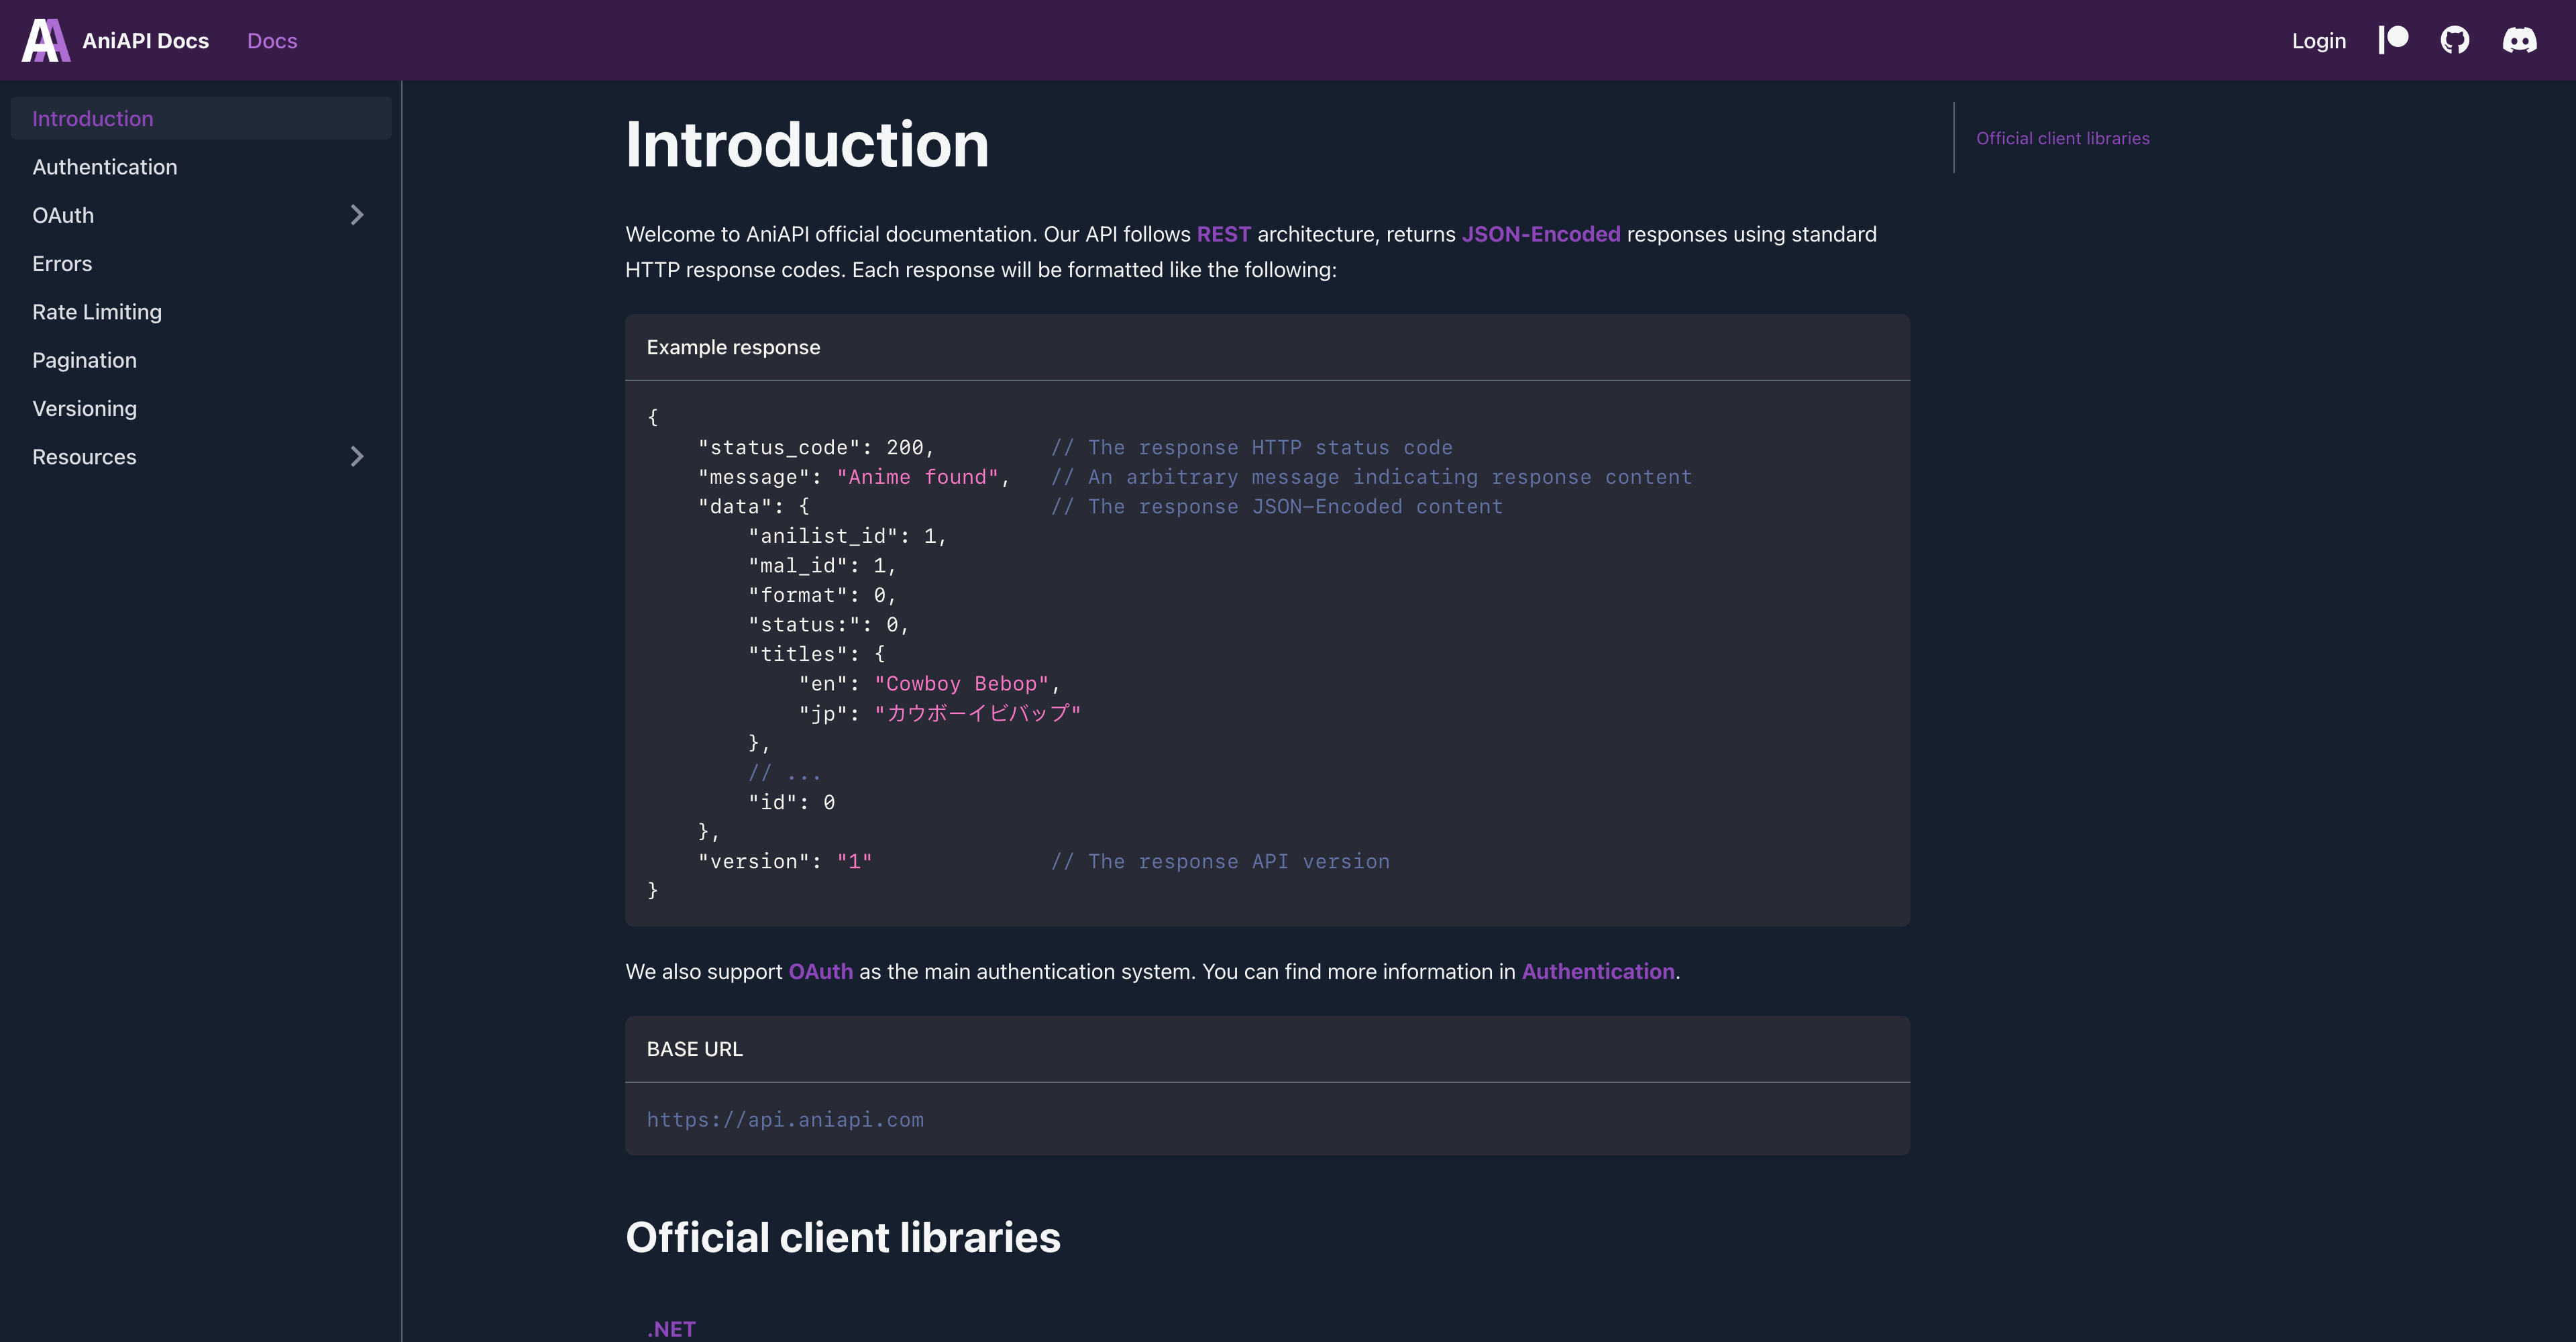 AniAPI Docs
Docs
Login
Introduction
Authentication
OAuth
Errors
Rate Limiting
Pagination
Versioning
Resources
Introduction
Welcome to AniAPI official documentation. Our API follows REST architecture, returns JSON-Encoded responses using standard
HTTP response codes. Each response will be formatted like the following:
Example response
{
    "status_code": 200,          // The response HTTP status code
    "message": "Anime found",    // An arbitrary message indicating response content
    "data": {                    // The response JSON-Encoded content
        "anilist_id": 1,
        "mal_id": 1,
        "format": 0,
        "status:": 0,
        "titles": {
            "en": "Cowboy Bebop",
            "jp": "カウボーイビバップ"
        },
        // ...
        "id": 0
    },
    "version": "1"               // The response API version
}
We also support OAuth as the main authentication system. You can find more information in Authentication.
BASE URL
https://api.aniapi.com
Official client libraries
.NET
Official client libraries